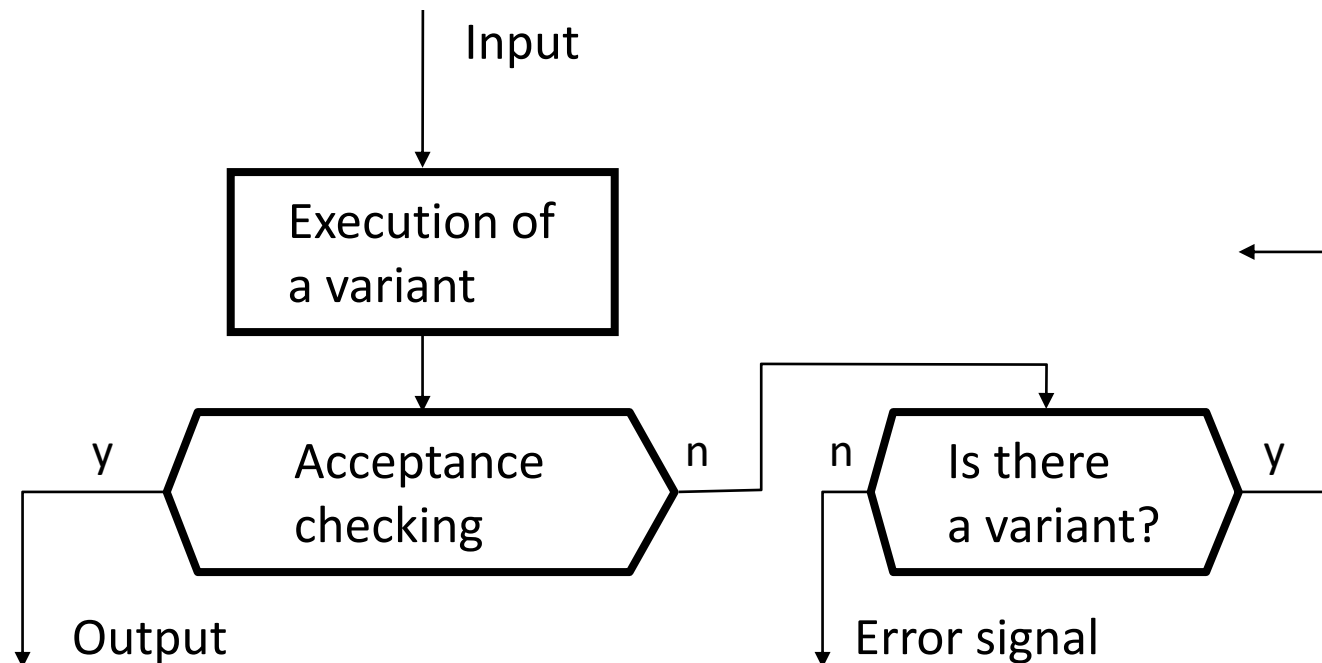 Input
Execution of
a variant
y
Acceptance
checking
n
n
Is there
a variant?
y
Output
Error signal